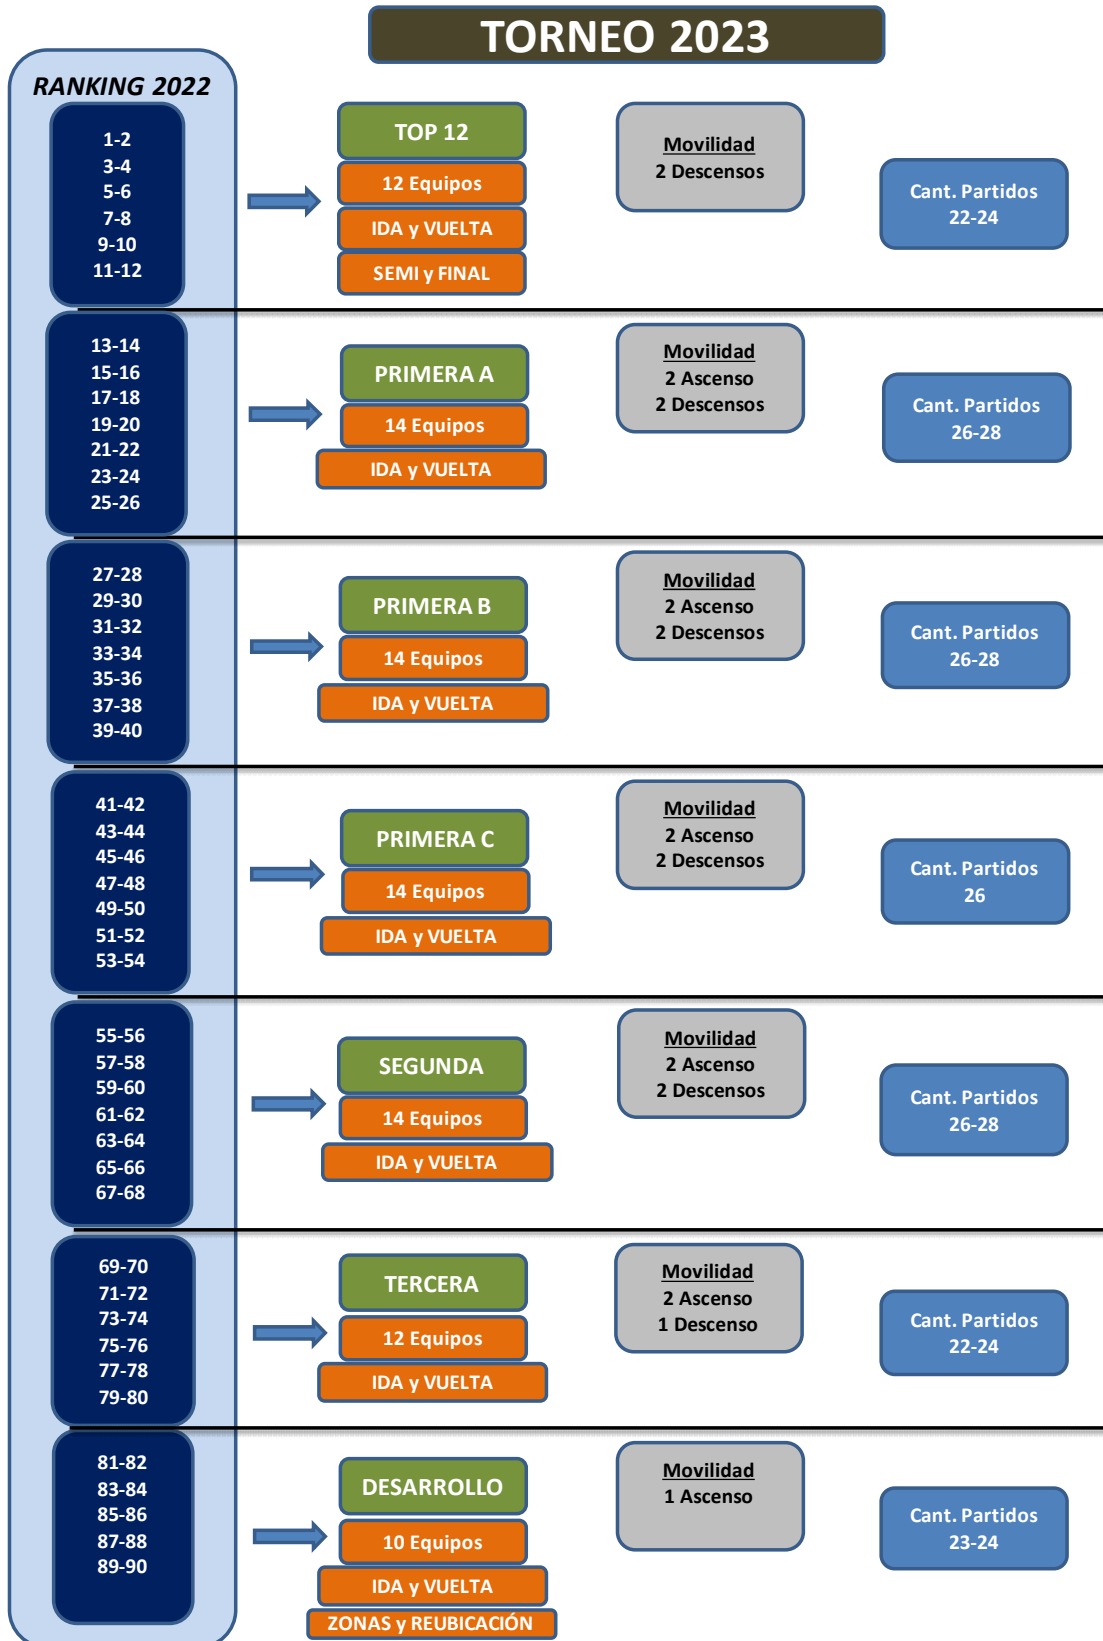 TORNEO 2023
RANKING 2022
1-2
3-4
5-6
7-8
9-10
11-12
TOP 12
12 Equipos
IDA y VUELTA
SEMI y FINAL
Movilidad
2 Descensos
Cant. Partidos
22-24
13-14
15-16
17-18
19-20
21-22
23-24
25-26
PRIMERA A
14 Equipos
IDA y VUELTA
Movilidad
2 Ascenso
2 Descensos
Cant. Partidos
26-28
27-28
29-30
31-32
33-34
35-36
37-38
39-40
PRIMERA B
14 Equipos
IDA y VUELTA
Movilidad
2 Ascenso
2 Descensos
Cant. Partidos
26-28
41-42
43-44
45-46
47-48
49-50
51-52
53-54
PRIMERA C
14 Equipos
IDA y VUELTA
Movilidad
2 Ascenso
2 Descensos
Cant. Partidos
26
55-56
57-58
59-60
61-62
63-64
65-66
67-68
SEGUNDA
14 Equipos
IDA y VUELTA
Movilidad
2 Ascenso
2 Descensos
Cant. Partidos
26-28
69-70
71-72
73-74
75-76
77-78
79-80
TERCERA
12 Equipos
IDA y VUELTA
Movilidad
2 Ascenso
1 Descenso
Cant. Partidos
22-24
81-82
83-84
85-86
87-88
89-90
DESARROLLO
10 Equipos
IDA y VUELTA
ZONAS y REUBICACIÓN
Movilidad
1 Ascenso
Cant. Partidos
23-24